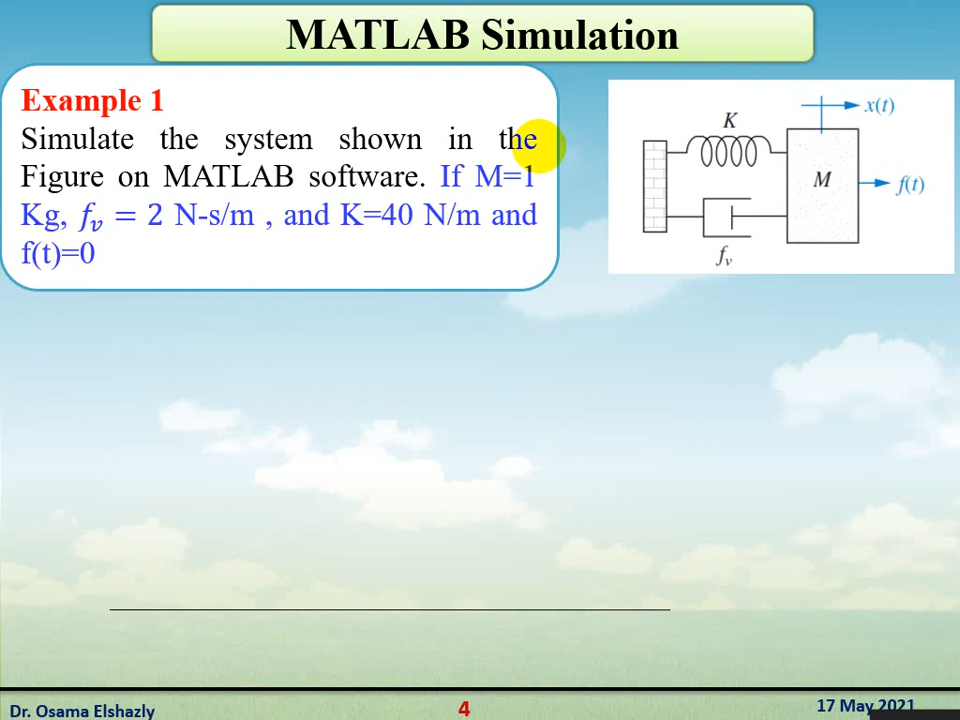 MATLAB Simulation
Example 1
Simulate the system shown in the
Figure on MATLAB software. If M=1
Kg, 𝑓𝑣 = 2 N-s/m , and K=40 N/m and
f(t)=0
x(t)
K
M
f(t)
fv
Dr. Osama Elshazly
4
17 May 2021